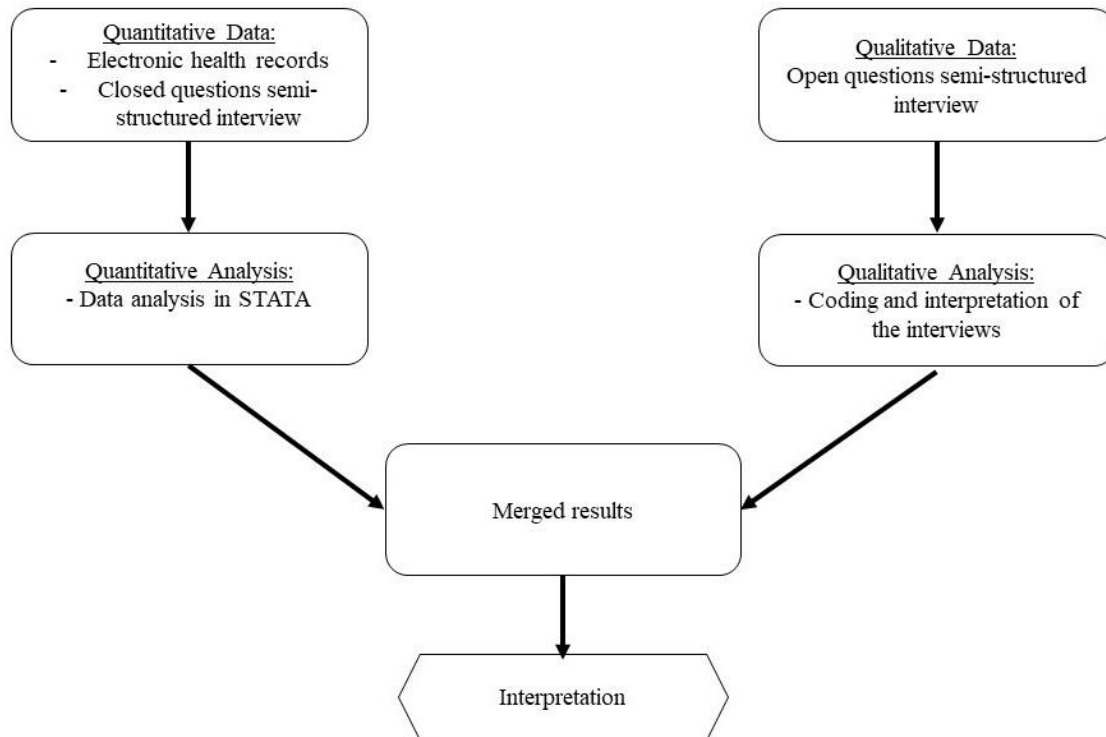 Quantitative Data:
- Electronic health records
- Closed questions semi-
structured interview
Qualitative Data:
Open questions semi-structured
interview
Quantitative Analysis:
- Data analysis in STATA
Qualitative Analysis:
- Coding and interpretation of
the interviews
Merged results
Interpretation